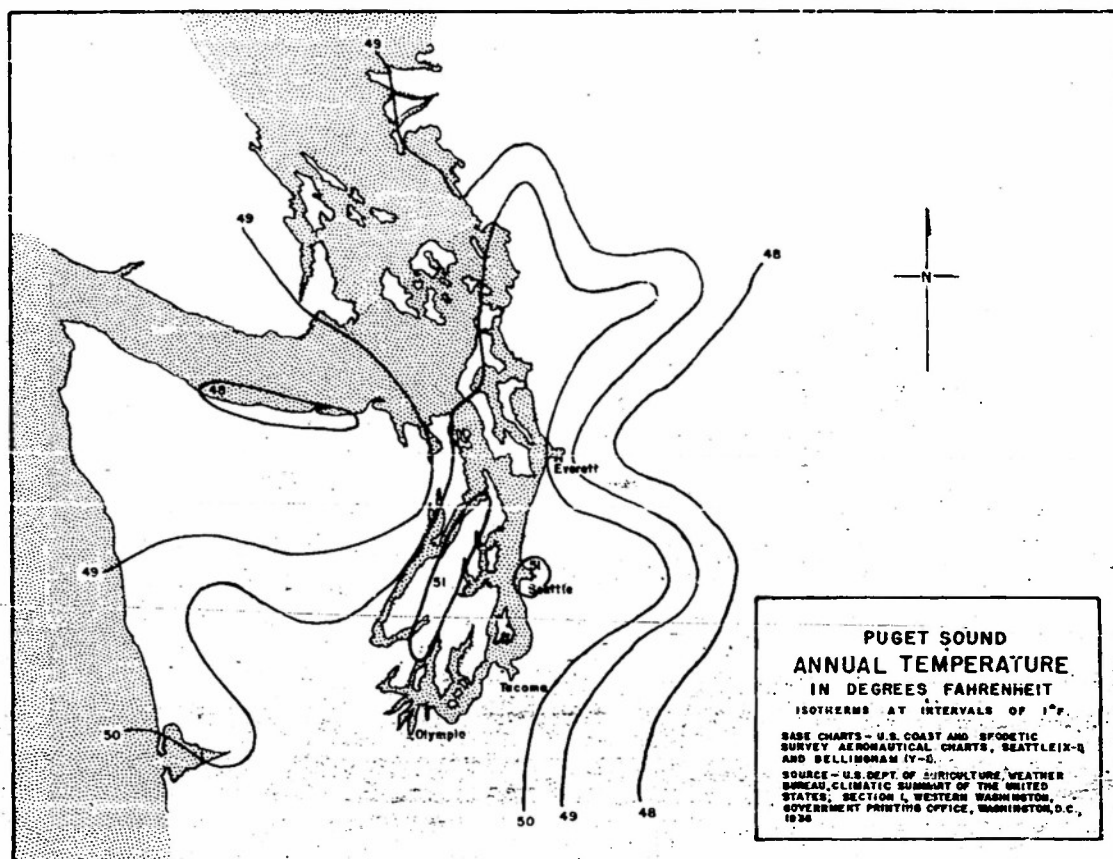 49
49
48
N
48
Everett
49
51
51
Seattle
Tacoma
Olympia
50
50
49
48
PUGET SOUND
ANNUAL TEMPERATURE
IN DEGREES FAHRENHEIT
ISOTHERMS AT INTERVALS OF 1°F.
BASE CHARTS - U.S. COAST AND GEODETIC
SURVEY AERONAUTICAL CHARTS, SEATTLE (X-1)
AND BELLINGHAM (Y-1).
SOURCE - U.S. DEPT. OF AGRICULTURE, WEATHER
BUREAU, CLIMATIC SUMMARY OF THE UNITED
STATES; SECTION 1, WESTERN WASHINGTON,
GOVERNMENT PRINTING OFFICE, WASHINGTON, D.C.,
1936